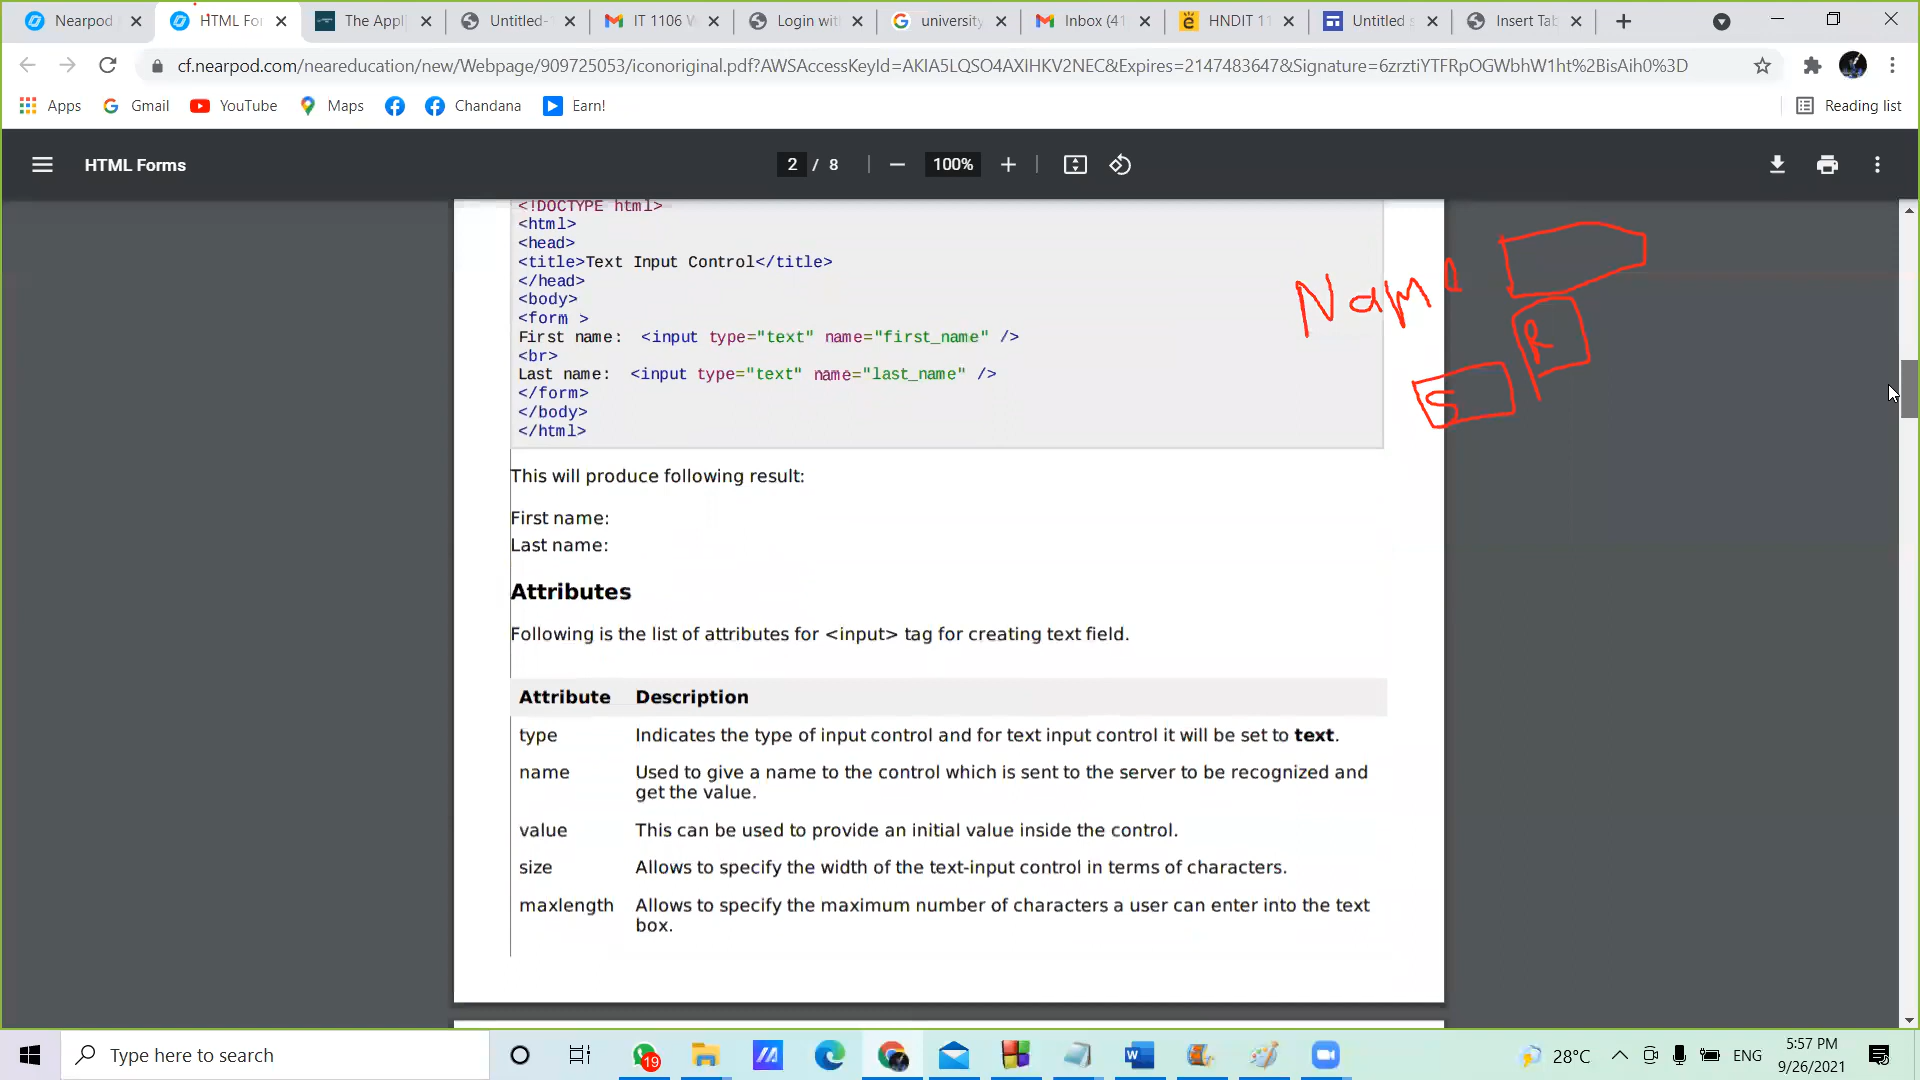 Nearpod
HTML Fo
The Appl
Untitled-
IT 1106 W
Login wit
university
Inbox (41
HNDIT 11
Untitled s
Insert Tab
cf.nearpod.com/neareducation/new/Webpage/909725053/iconoriginal.pdf?AWSAccessKeyId=AKIA5LQSO4AXIHKV2NEC&Expires=2147483647&Signature=6zrztiYTFRpOGWbhW1ht%2BisAih0%3D
Apps
Gmail
YouTube
Maps
Chandana
Earn!
Reading list
HTML Forms
2 / 8
100%
<!DOCTYPE html>
<html>
<head>
<title>Text Input Control</title>
</head>
<body>
<form >
First name: <input type="text" name="first_name" />
<br>
Last name: <input type="text" name="last_name" />
</form>
</body>
</html>
Nam
R
S
This will produce following result:
First name:
Last name:
Attributes
Following is the list of attributes for <input> tag for creating text field.
Attribute Description
type Indicates the type of input control and for text input control it will be set to text.
name Used to give a name to the control which is sent to the server to be recognized and
get the value.
value This can be used to provide an initial value inside the control.
size Allows to specify the width of the text-input control in terms of characters.
maxlength Allows to specify the maximum number of characters a user can enter into the text
box.
Type here to search
19
28°C
ENG
5:57 PM
9/26/2021